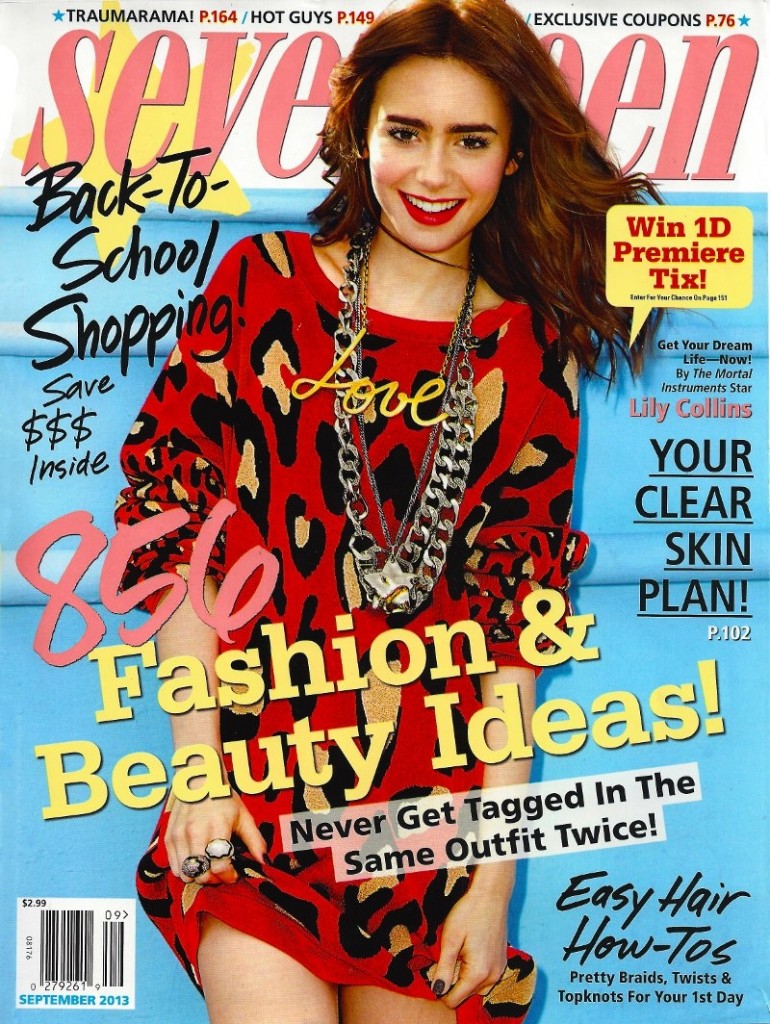 ★TRAUMARAMA! P.164 / HOT GUYS P.149
/ EXCLUSIVE COUPONS P.76★
seventeen
Back-To-
School
Shopping!
Save
$$$
Inside
Win 1D
Premiere
Tix!
Enter For Your Chance On Page 151
Get Your Dream
Life—Now!
By The Mortal
Instruments Star
Lily Collins
Love
YOUR
CLEAR
SKIN
PLAN!
P.102
856
Fashion &
Beauty Ideas!
Never Get Tagged In The
Same Outfit Twice!
Easy Hair
How-Tos
Pretty Braids, Twists &
Topknots For Your 1st Day
$2.99
09>
08176
0 279261 9
SEPTEMBER 2013